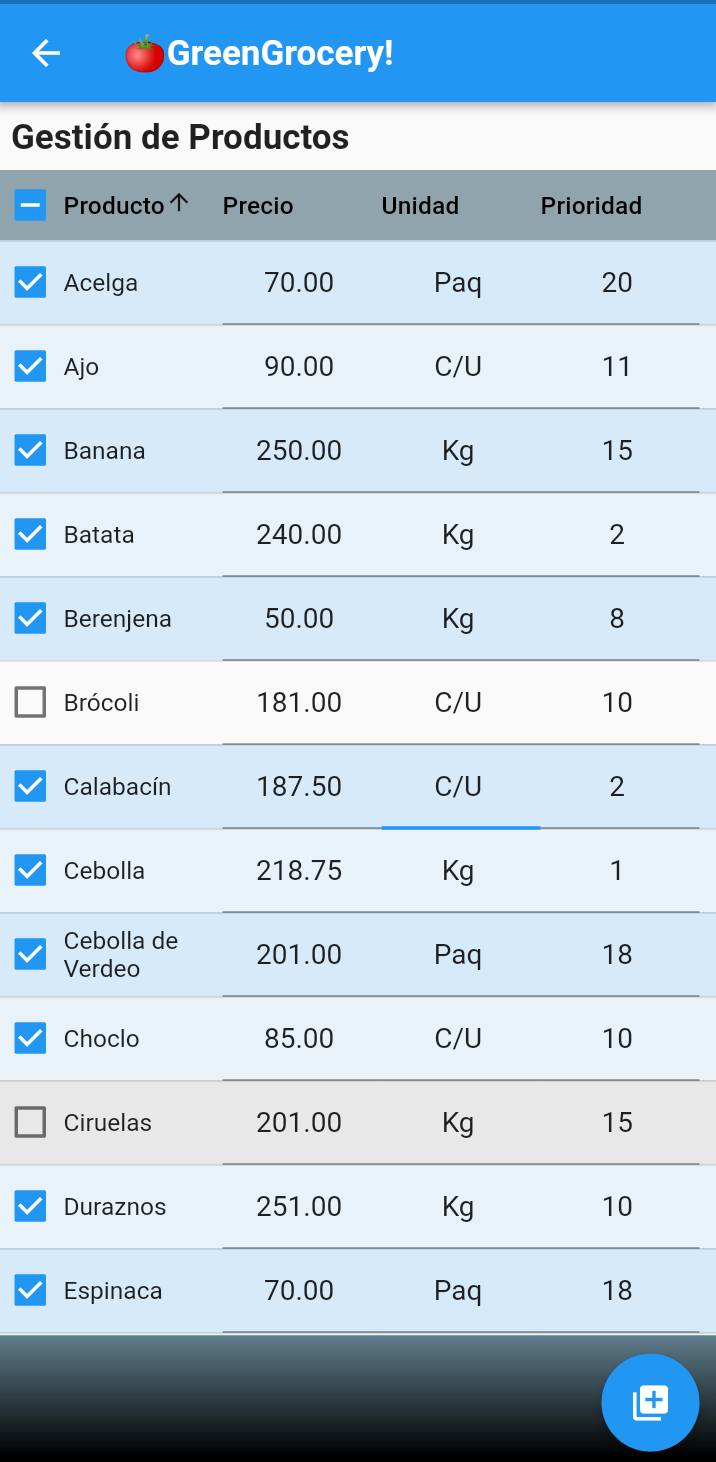 🍅GreenGrocery!
Gestión de Productos
Producto↑ Precio Unidad Prioridad
Acelga 70.00 Paq 20
Ajo 90.00 C/U 11
Banana 250.00 Kg 15
Batata 240.00 Kg 2
Berenjena 50.00 Kg 8
Brócoli 181.00 C/U 10
Calabacín 187.50 C/U 2
Cebolla 218.75 Kg 1
Cebolla de
Verdeo 201.00 Paq 18
Choclo 85.00 C/U 10
Ciruelas 201.00 Kg 15
Duraznos 251.00 Kg 10
Espinaca 70.00 Paq 18